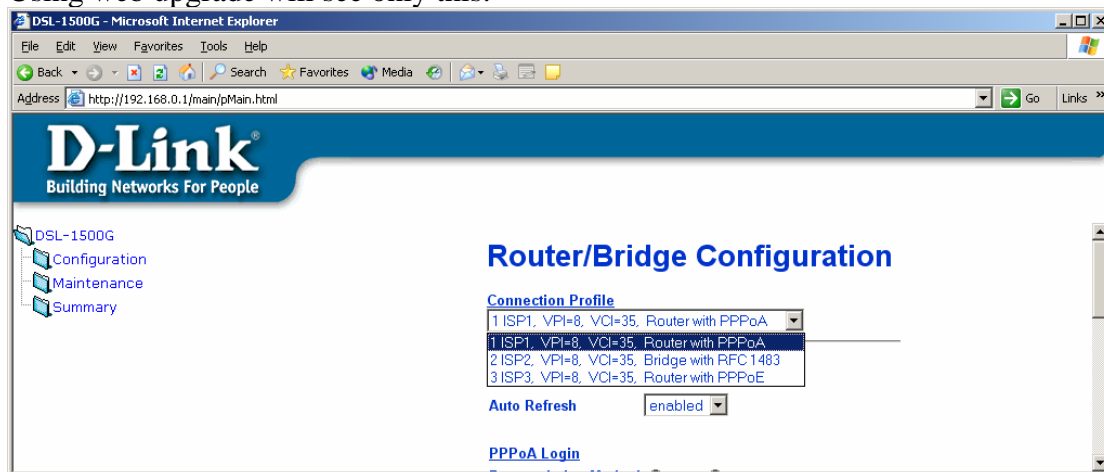 DSL-1500G - Microsoft Internet Explorer
File Edit View Favorites Tools Help
Back Search Favorites Media
Address http://192.168.0.1/main/pMain.html Go Links »
D-Link®
Building Networks For People
DSL-1500G
Configuration
Maintenance
Summary
Router/Bridge Configuration
Connection Profile
1 ISP1, VPI=8, VCI=35, Router with PPPoA
1 ISP1, VPI=8, VCI=35, Router with PPPoA
2 ISP2, VPI=8, VCI=35, Bridge with RFC 1483
3 ISP3, VPI=8, VCI=35, Router with PPPoE
Auto Refresh enabled
PPPoA Login